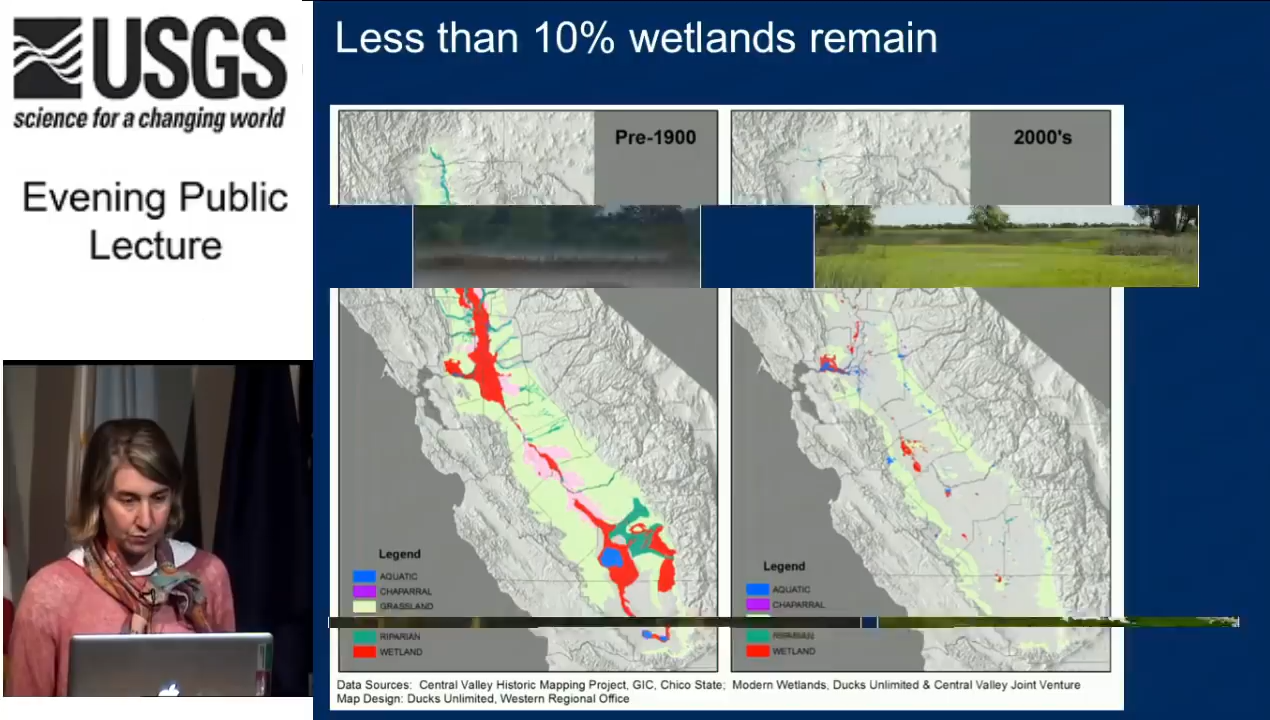 USGS
science for a changing world
Evening Public
Lecture
Less than 10% wetlands remain
Pre-1900
2000's
Legend
AQUATIC
CHAPARRAL
GRASSLAND
RIPARIAN
WETLAND
Legend
AQUATIC
CHAPARRAL
RIPARIAN
WETLAND
Data Sources: Central Valley Historic Mapping Project, GIC, Chico State; Modern Wetlands, Ducks Unlimited & Central Valley Joint Venture
Map Design: Ducks Unlimited, Western Regional Office